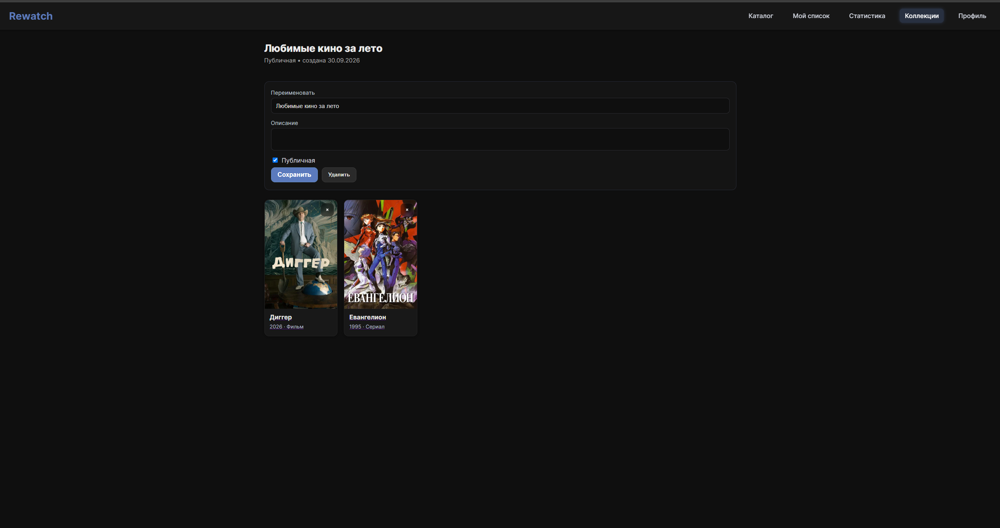 Rewatch
Каталог
Мой список
Статистика
Коллекции
Профиль
Любимые кино за лето
Публичная • создана 30.09.2026
Переименовать
Любимые кино за лето
Описание
Публичная
Сохранить
Удалить
×
ДИГГЕР
Диггер
2026 · Фильм
×
ЕВАНГЕЛИОН
Евангелион
1995 · Сериал